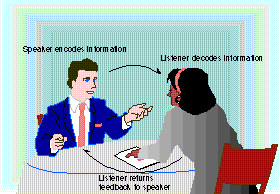 Speaker encodes information
Listener decodes information
Listener returns
feedback to speaker